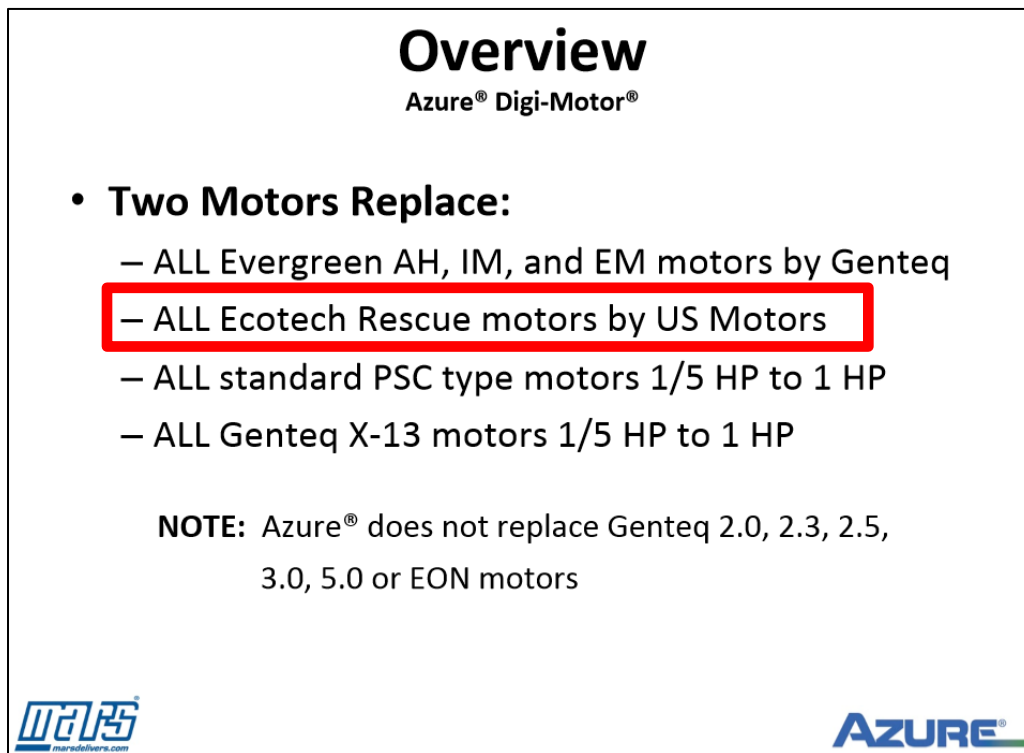 Overview
Azure® Digi-Motor®
• Two Motors Replace:
– ALL Evergreen AH, IM, and EM motors by Genteq
– ALL Ecotech Rescue motors by US Motors
– ALL standard PSC type motors 1/5 HP to 1 HP
– ALL Genteq X-13 motors 1/5 HP to 1 HP
NOTE: Azure® does not replace Genteq 2.0, 2.3, 2.5,
3.0, 5.0 or EON motors
mars®
marsdelivers.com
AZURE®